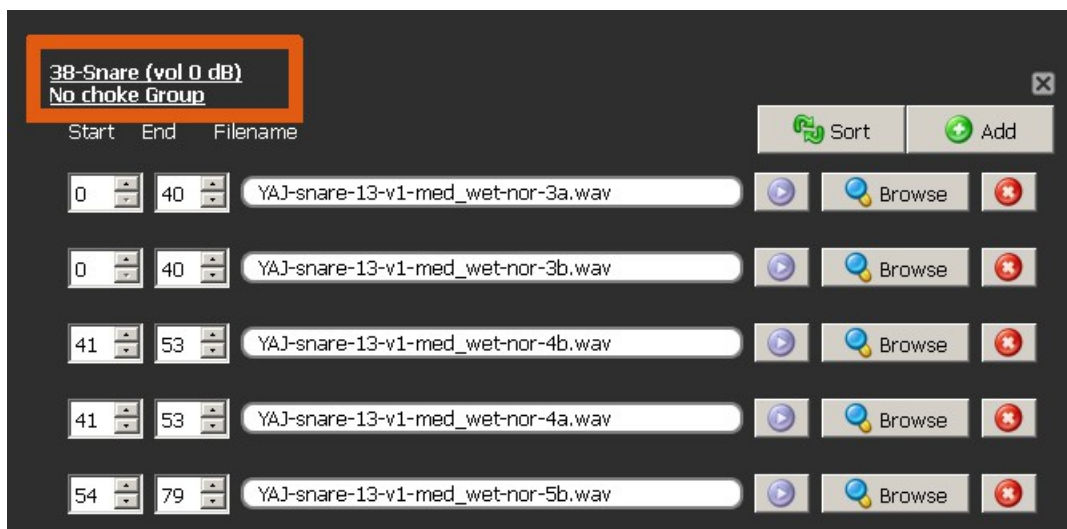 38-Snare (vol 0 dB)
No choke Group
Start End Filename
Sort Add
0 40 YAJ-snare-13-v1-med_wet-nor-3a.wav Browse
0 40 YAJ-snare-13-v1-med_wet-nor-3b.wav Browse
41 53 YAJ-snare-13-v1-med_wet-nor-4b.wav Browse
41 53 YAJ-snare-13-v1-med_wet-nor-4a.wav Browse
54 79 YAJ-snare-13-v1-med_wet-nor-5b.wav Browse